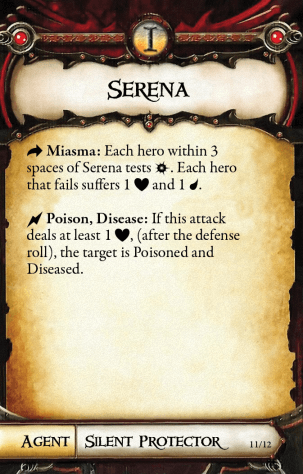 I
SERENA
Miasma: Each hero within 3
spaces of Serena tests . Each hero
that fails suffers 1 and 1 .
Poison, Disease: If this attack
deals at least 1 , (after the defense
roll), the target is Poisoned and
Diseased.
AGENT SILENT PROTECTOR 11/12